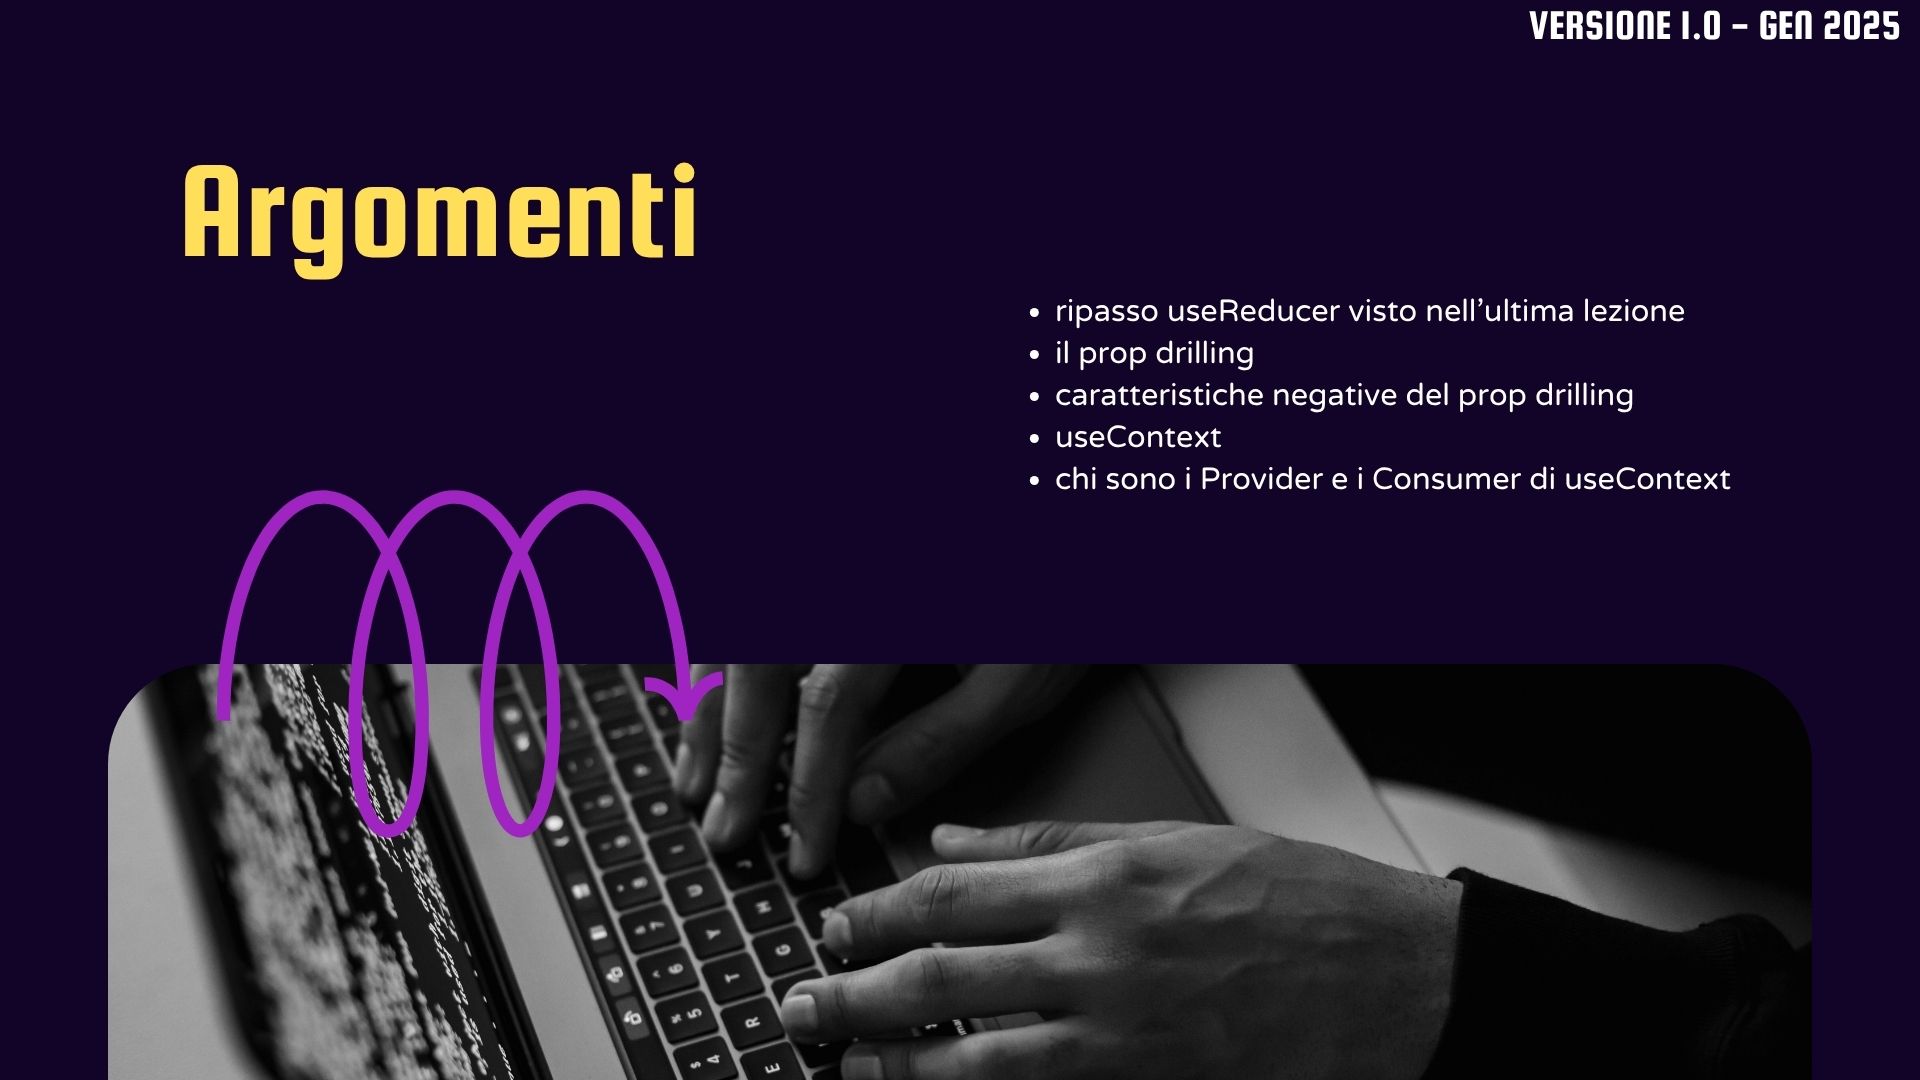 VERSIONE 1.0 - GEN 2025
Argomenti
• ripasso useReducer visto nell’ultima lezione
• il prop drilling
• caratteristiche negative del prop drilling
• useContext
• chi sono i Provider e i Consumer di useContext